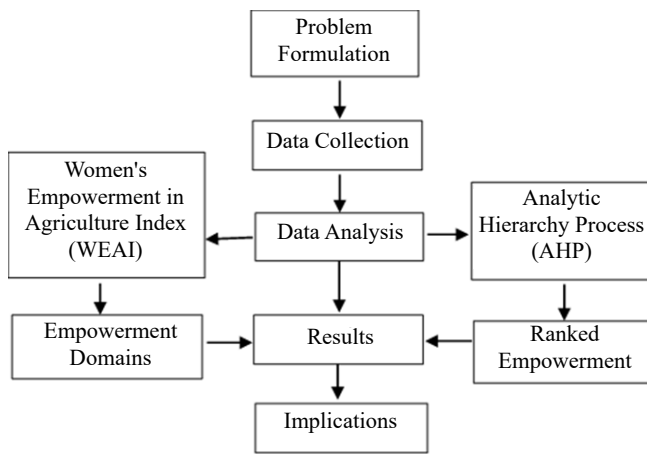 Problem
Formulation
Data Collection
Women's
Empowerment in
Agriculture Index
(WEAI)
Data Analysis
Analytic
Hierarchy Process
(AHP)
Empowerment
Domains
Results
Ranked
Empowerment
Implications